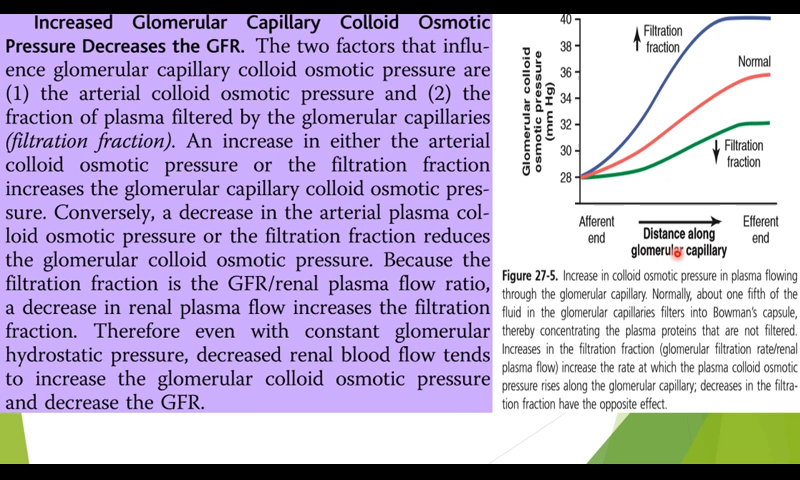 Increased Glomerular Capillary Colloid Osmotic
Pressure Decreases the GFR. The two factors that influ-
ence glomerular capillary colloid osmotic pressure are
(1) the arterial colloid osmotic pressure and (2) the
fraction of plasma filtered by the glomerular capillaries
(filtration fraction). An increase in either the arterial
colloid osmotic pressure or the filtration fraction
increases the glomerular capillary colloid osmotic pres-
sure. Conversely, a decrease in the arterial plasma col-
loid osmotic pressure or the filtration fraction reduces
the glomerular colloid osmotic pressure. Because the
filtration fraction is the GFR/renal plasma flow ratio,
a decrease in renal plasma flow increases the filtration
fraction. Therefore even with constant glomerular
hydrostatic pressure, decreased renal blood flow tends
to increase the glomerular colloid osmotic pressure
and decrease the GFR.
Glomerular colloid
osmotic pressure
(mm Hg)
40
38
36
34
32
30
28
Filtration
fraction
Normal
Filtration
fraction
Afferent
end
Distance along
glomerular capillary
Efferent
end
Figure 27-5. Increase in colloid osmotic pressure in plasma flowing
through the glomerular capillary. Normally, about one fifth of the
fluid in the glomerular capillaries filters into Bowman's capsule,
thereby concentrating the plasma proteins that are not filtered.
Increases in the filtration fraction (glomerular filtration rate/renal
plasma flow) increase the rate at which the plasma colloid osmotic
pressure rises along the glomerular capillary; decreases in the filtra-
tion fraction have the opposite effect.